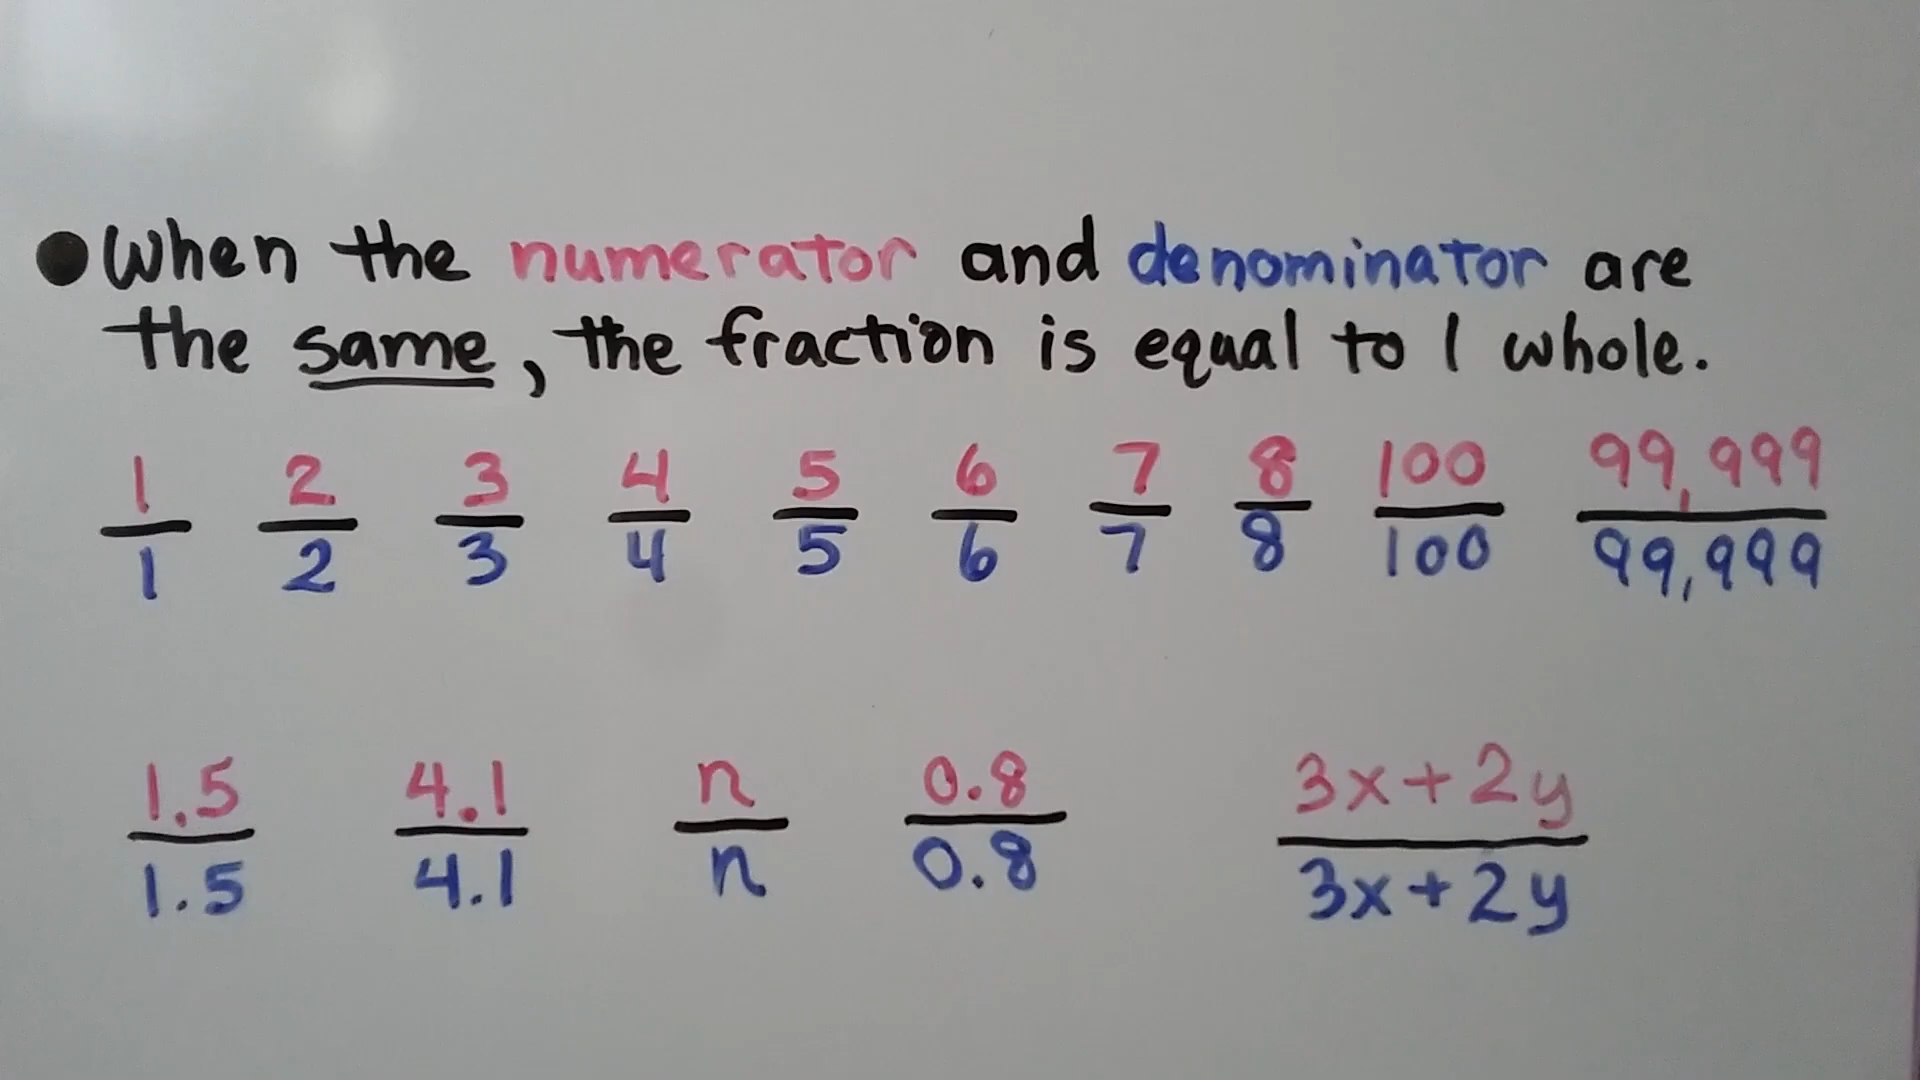 When the numerator and denominator are
the same, the fraction is equal to 1 whole.
1/1 2/2 3/3 4/4 5/5 6/6 7/7 8/8 100/100 99,999/99,999
1.5/1.5 4.1/4.1 n/n 0.8/0.8 3x+2y/3x+2y